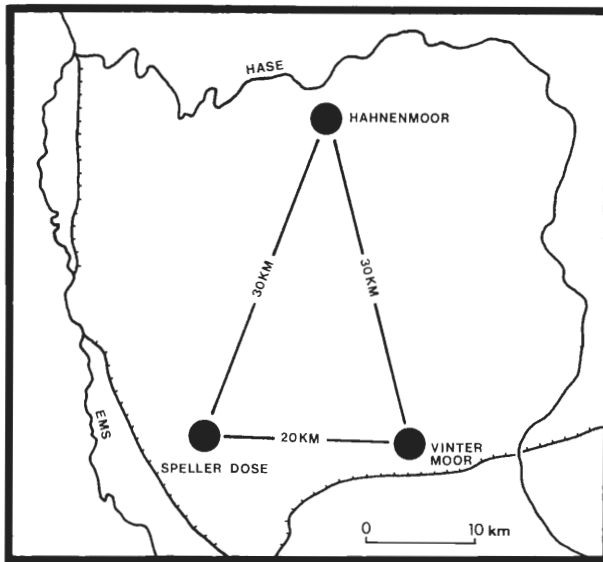 HASE
HAHNENMOOR
30KM
30KM
EMS
20KM
SPELLER DOSE
VINTER
MOOR
0 10 km